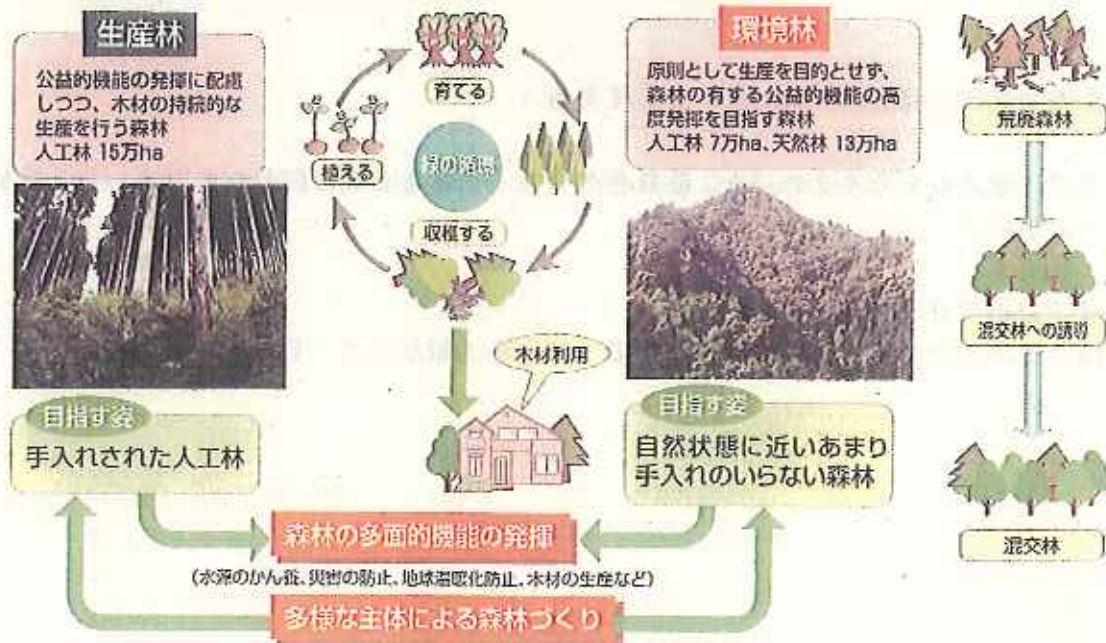 生産林
公益的機能の発揮に配慮
しつつ、木材の持続的な
生産を行う森林
人工林 15万ha
育てる
植える
緑の循環
収穫する
木材利用
環境林
原則として生産を目的とせず、
森林の有する公益的機能の高
度発揮を目指す森林
人工林 7万ha、天然林 13万ha
荒廃森林
混交林への誘導
混交林
目指す姿
手入れされた人工林
目指す姿
自然状態に近いあまり
手入れのいらない森林
森林の多面的機能の発揮
(水源のかん養、災害の防止、地球温暖化防止、木材の生産など)
多様な主体による森林づくり